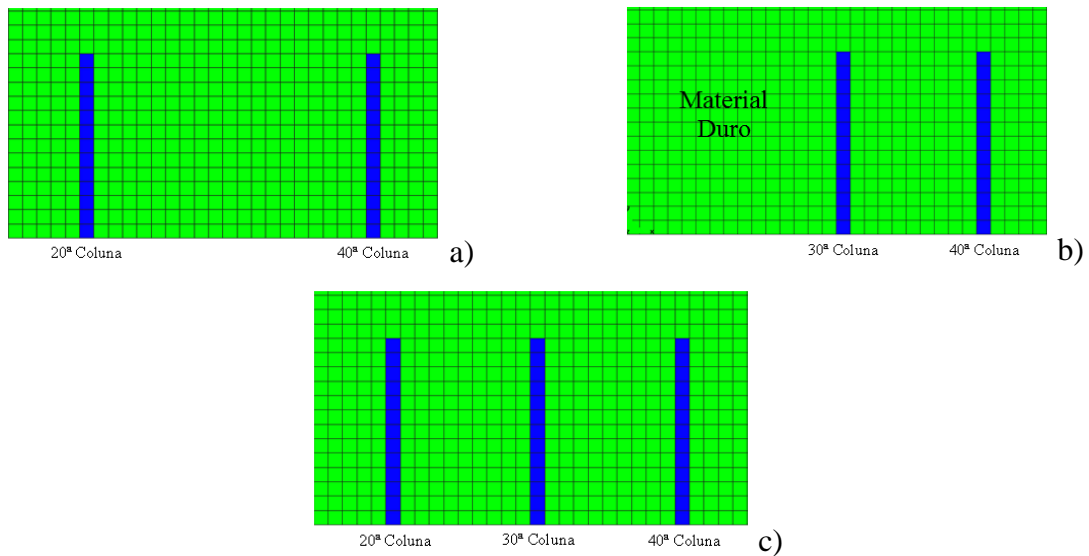 20ª Coluna
40ª Coluna
a)
Material
Duro
30ª Coluna
40ª Coluna
b)
20ª Coluna
30ª Coluna
40ª Coluna
c)